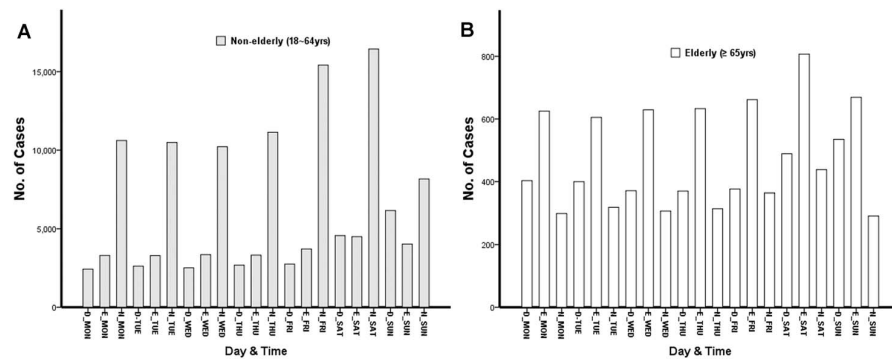 A
Non-elderly (18~64yrs)
No. of Cases
15,000
10,000
5,000
0
D_MON
E_MON
N_MON
D-TUE
E_TUE
N_TUE
D_WED
E_WED
N_WED
D_THU
E_THU
N_THU
D_FRI
E_FRI
N_FRI
D_SAT
E_SAT
N_SAT
D_SUN
E_SUN
N_SUN
Day & Time
B
Elderly (≥ 65yrs)
No. of Cases
800
600
400
200
0
D_MON
E_MON
N_MON
D-TUE
E_TUE
N_TUE
D_WED
E_WED
N_WED
D_THU
E_THU
N_THU
D_FRI
E_FRI
N_FRI
D_SAT
E_SAT
N_SAT
D_SUN
E_SUN
N_SUN
Day & Time